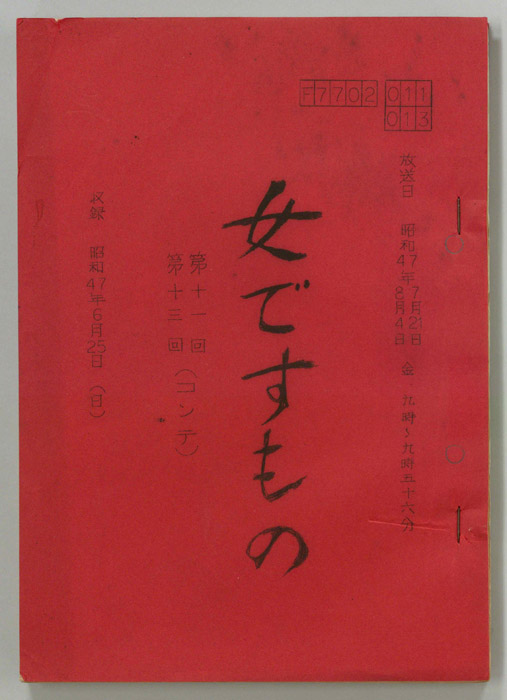 F7702 011
013
放送日 昭和47年7月21日
8月4日 金 九時~九時五十六分
女ですもの
第十一回
第十三回(コンテ)
収録 昭和47年6月25日(日)